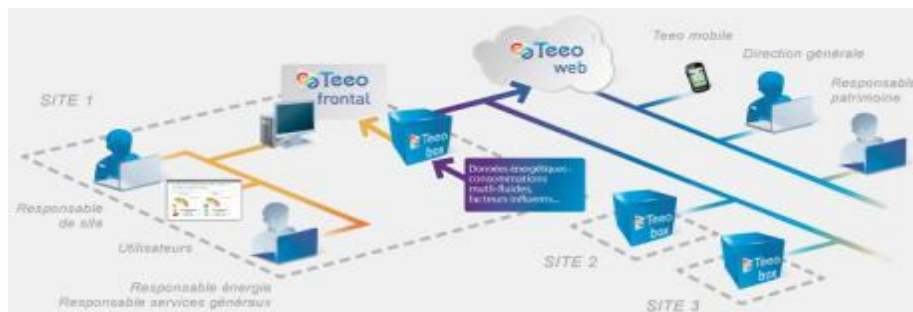 Teeo
web
Teeo mobile
Direction générale
Responsable
patrimoine
SITE 1
Teeo
frontal
Teeo
box
Données énergétiques :
consommations
mutli-fluides,
facteurs influents...
Responsable
de site
Utilisateurs
Responsable énergie
Responsable services généraux
Teeo
box
SITE 2
Teeo
box
SITE 3